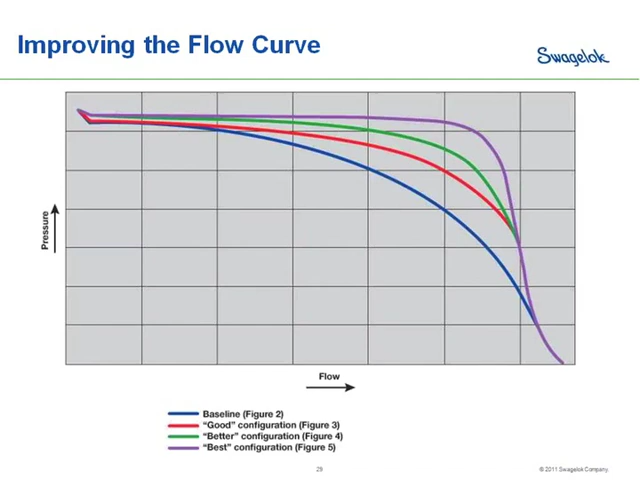 Improving the Flow Curve
Swagelok
Pressure
Flow
Baseline (Figure 2)
“Good” configuration (Figure 3)
“Better” configuration (Figure 4)
“Best” configuration (Figure 5)
29
© 2011 Swagelok Company.